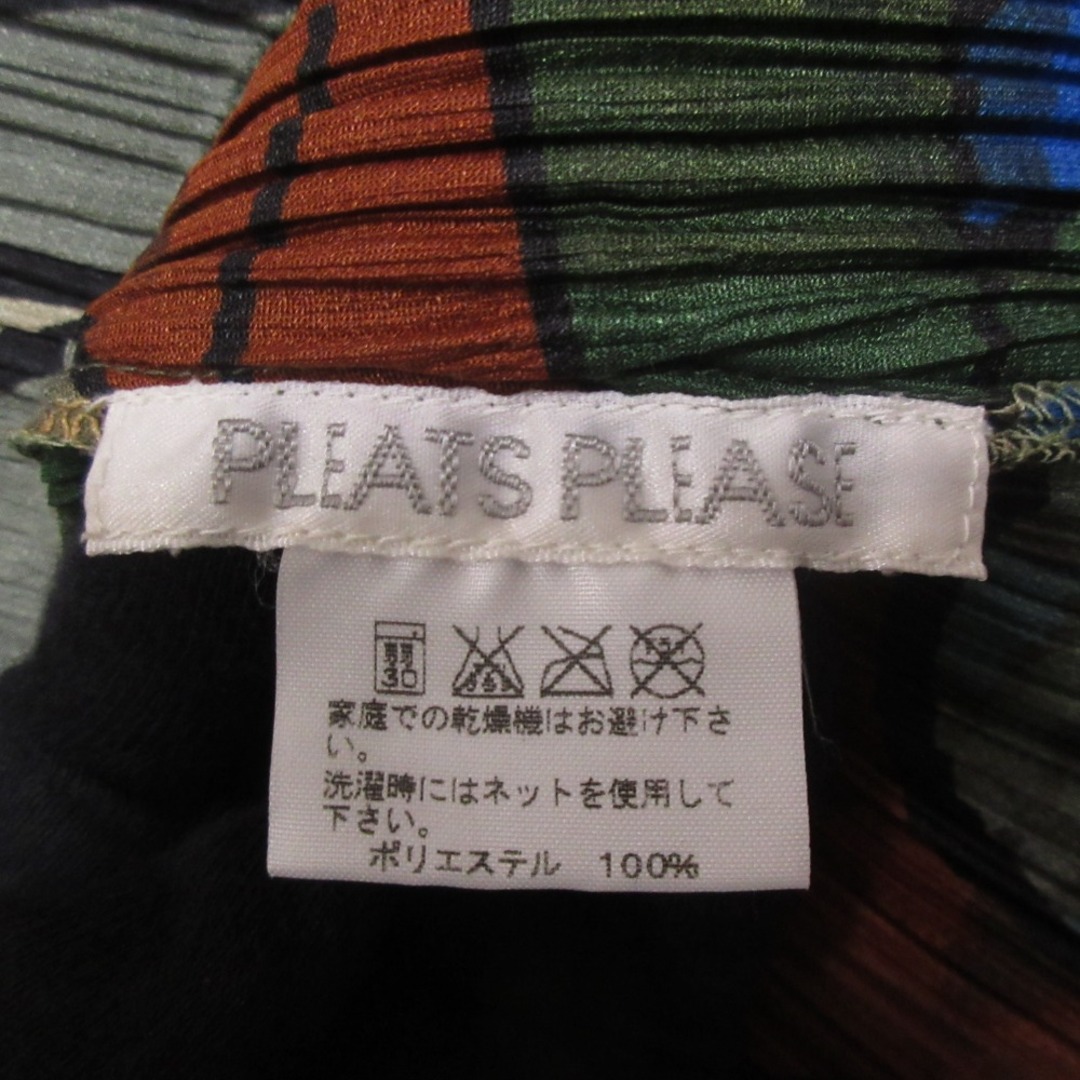 PLEATS PLEASE
弱
30
家庭での乾燥機はお避け下さ
い。
洗濯時にはネットを使用して
下さい。
ポリエステル 100%